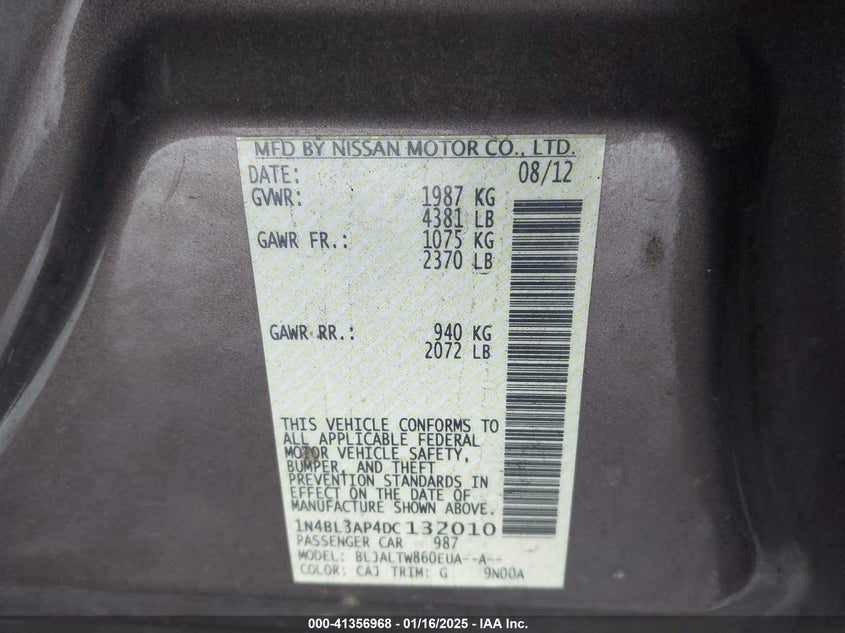 MFD BY NISSAN MOTOR CO., LTD.
DATE: 08/12
GVWR: 1987 KG
4381 LB
GAWR FR.: 1075 KG
2370 LB
GAWR RR.: 940 KG
2072 LB
THIS VEHICLE CONFORMS TO
ALL APPLICABLE FEDERAL
MOTOR VEHICLE SAFETY,
BUMPER, AND THEFT
PREVENTION STANDARDS IN
EFFECT ON THE DATE OF
MANUFACTURE SHOWN ABOVE.
1N4BL3AP4DC132010
PASSENGER CAR 987
MODEL: BLJALTW860EUA--A--
COLOR: CAJ TRIM: G 9N00A
000-41356968 - 01/16/2025 - IAA Inc.